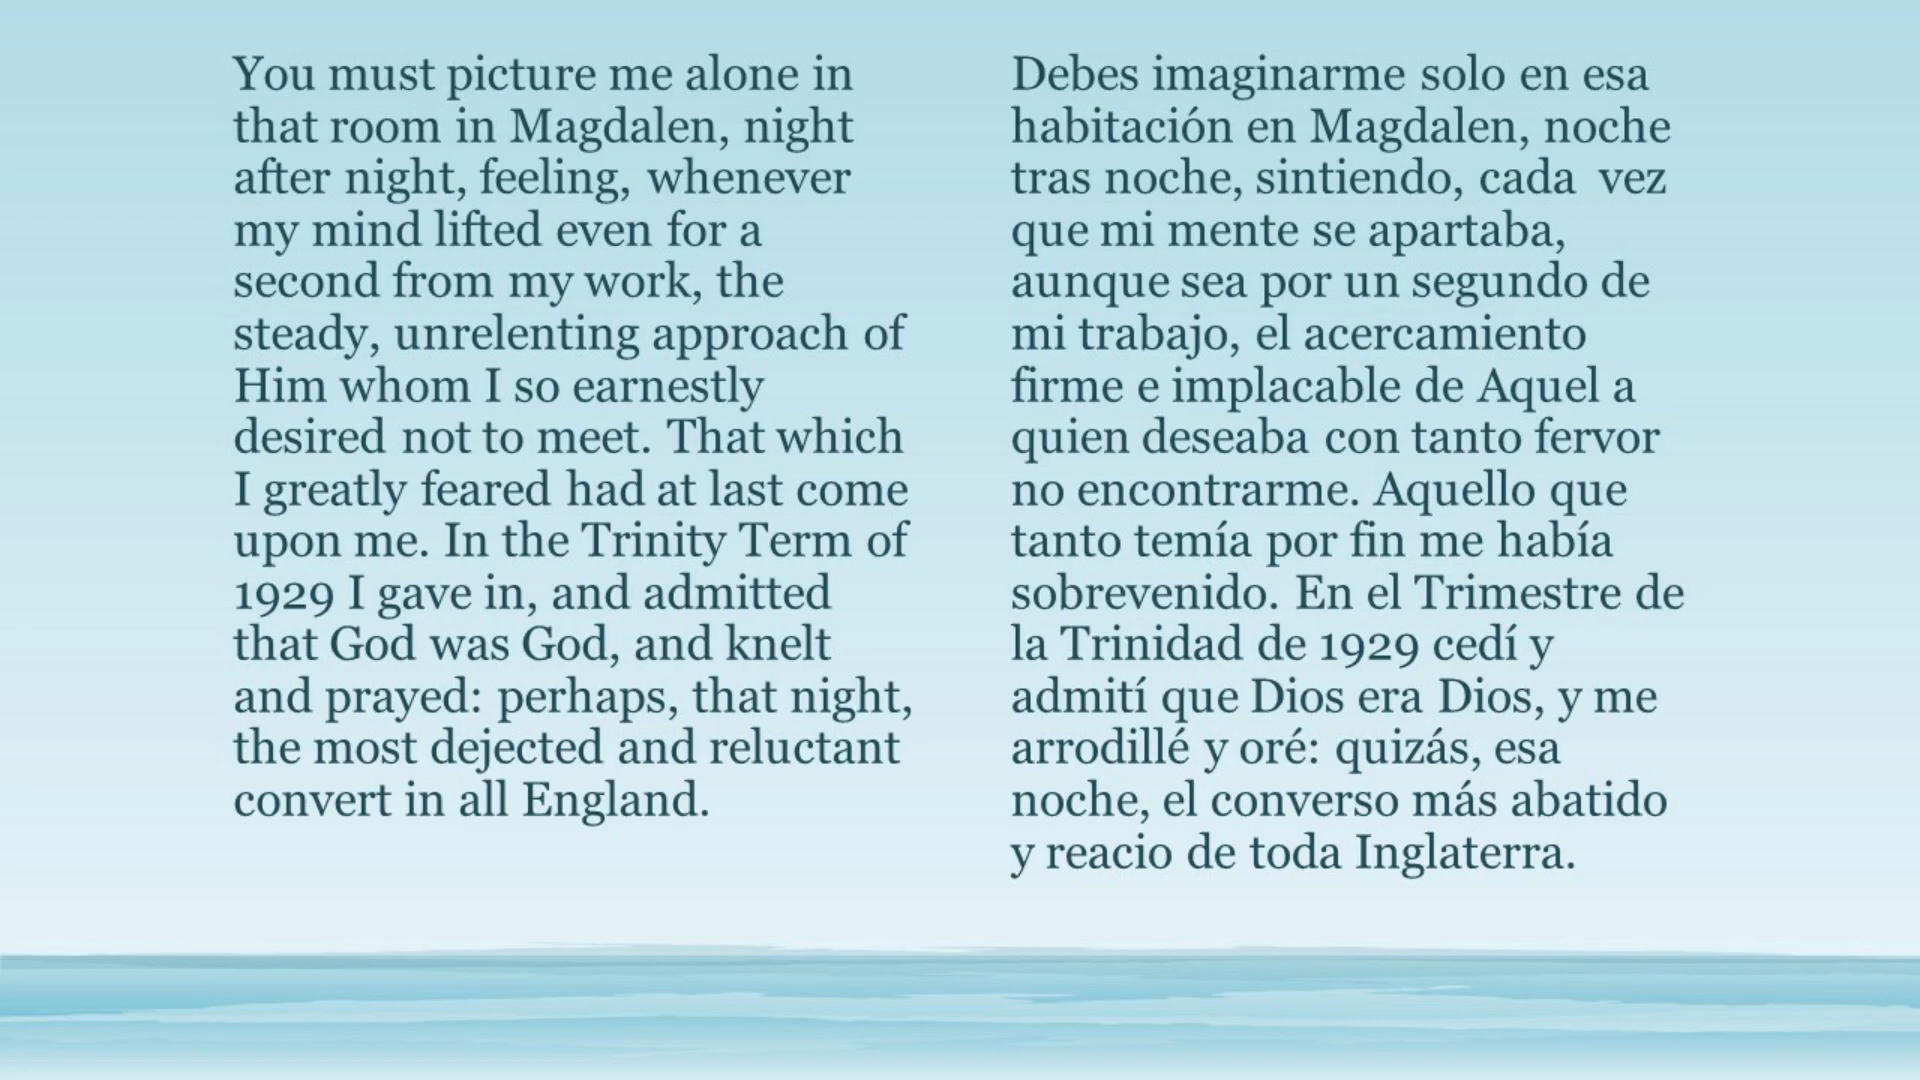 You must picture me alone in
that room in Magdalen, night
after night, feeling, whenever
my mind lifted even for a
second from my work, the
steady, unrelenting approach of
Him whom I so earnestly
desired not to meet. That which
I greatly feared had at last come
upon me. In the Trinity Term of
1929 I gave in, and admitted
that God was God, and knelt
and prayed: perhaps, that night,
the most dejected and reluctant
convert in all England.
Debes imaginarme solo en esa
habitación en Magdalen, noche
tras noche, sintiendo, cada vez
que mi mente se apartaba,
aunque sea por un segundo de
mi trabajo, el acercamiento
firme e implacable de Aquel a
quien deseaba con tanto fervor
no encontrarme. Aquello que
tanto temía por fin me había
sobrevenido. En el Trimestre de
la Trinidad de 1929 cedí y
admití que Dios era Dios, y me
arrodillé y oré: quizás, esa
noche, el converso más abatido
y reacio de toda Inglaterra.